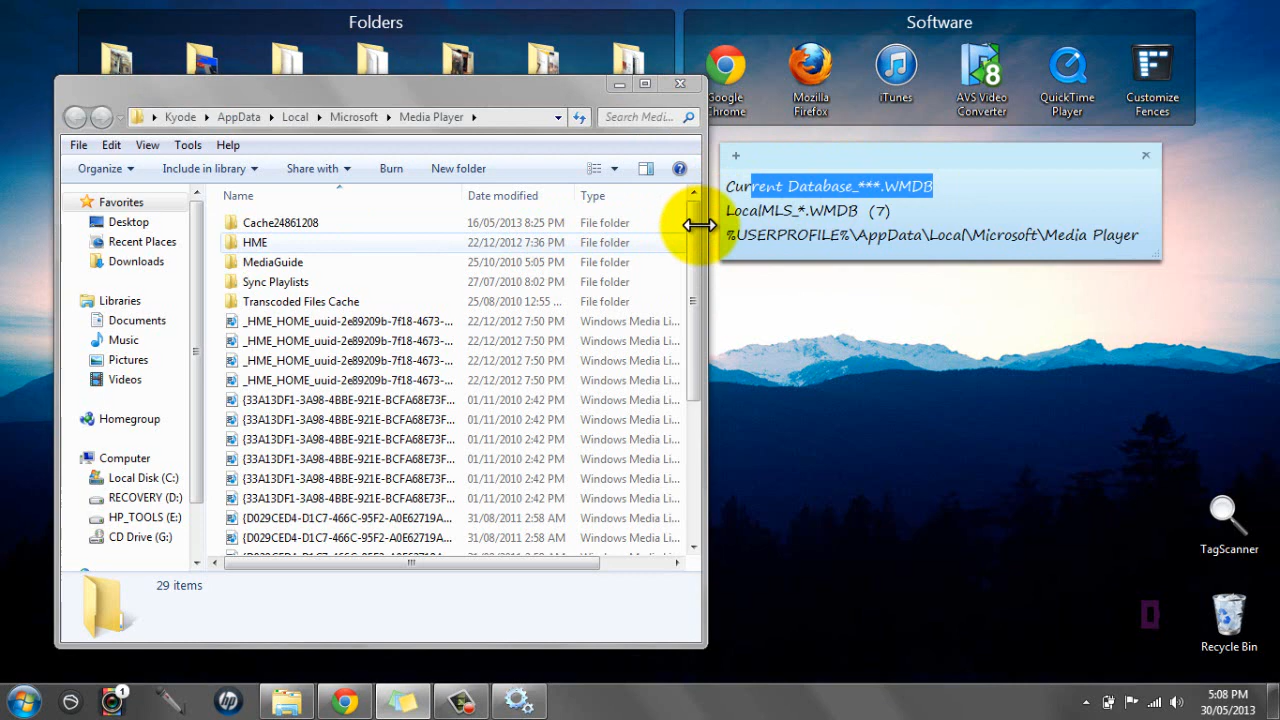 Folders
Software
Google Chrome
Mozilla Firefox
iTunes
AVS Video Converter
QuickTime Player
Customize Fences
Kyode AppData Local Microsoft Media Player
Search Medi...
File Edit View Tools Help
Organize Include in library Share with Burn New folder
Name Date modified Type
Favorites
Desktop
Recent Places
Downloads
Libraries
Documents
Music
Pictures
Videos
Homegroup
Computer
Local Disk (C:)
RECOVERY (D:)
HP_TOOLS (E:)
CD Drive (G:)
Cache24861208 16/05/2013 8:25 PM File folder
HME 22/12/2012 7:36 PM File folder
MediaGuide 25/10/2010 5:05 PM File folder
Sync Playlists 27/07/2010 8:02 PM File folder
Transcoded Files Cache 25/08/2010 12:55 ... File folder
_HME_HOME_uuid-2e89209b-7f18-4673-... 22/12/2012 7:50 PM Windows Media Li...
_HME_HOME_uuid-2e89209b-7f18-4673-... 22/12/2012 7:50 PM Windows Media Li...
_HME_HOME_uuid-2e89209b-7f18-4673-... 22/12/2012 7:50 PM Windows Media Li...
_HME_HOME_uuid-2e89209b-7f18-4673-... 22/12/2012 7:50 PM Windows Media Li...
{33A13DF1-3A98-4BBE-921E-BCFA68E73F... 01/11/2010 2:42 PM Windows Media Li...
{33A13DF1-3A98-4BBE-921E-BCFA68E73F... 01/11/2010 2:42 PM Windows Media Li...
{33A13DF1-3A98-4BBE-921E-BCFA68E73F... 01/11/2010 2:42 PM Windows Media Li...
{33A13DF1-3A98-4BBE-921E-BCFA68E73F... 01/11/2010 2:42 PM Windows Media Li...
{33A13DF1-3A98-4BBE-921E-BCFA68E73F... 01/11/2010 2:42 PM Windows Media Li...
{33A13DF1-3A98-4BBE-921E-BCFA68E73F... 01/11/2010 2:42 PM Windows Media Li...
{D029CED4-D1C7-466C-95F2-A0E62719A... 31/08/2011 2:58 AM Windows Media Li...
{D029CED4-D1C7-466C-95F2-A0E62719A... 31/08/2011 2:58 AM Windows Media Li...
29 items
Current Database_***.WMDB
LocalMLS_*.WMDB (7)
%USERPROFILE%\AppData\Local\Microsoft\Media Player
TagScanner
Recycle Bin
1
hp
5:08 PM
30/05/2013